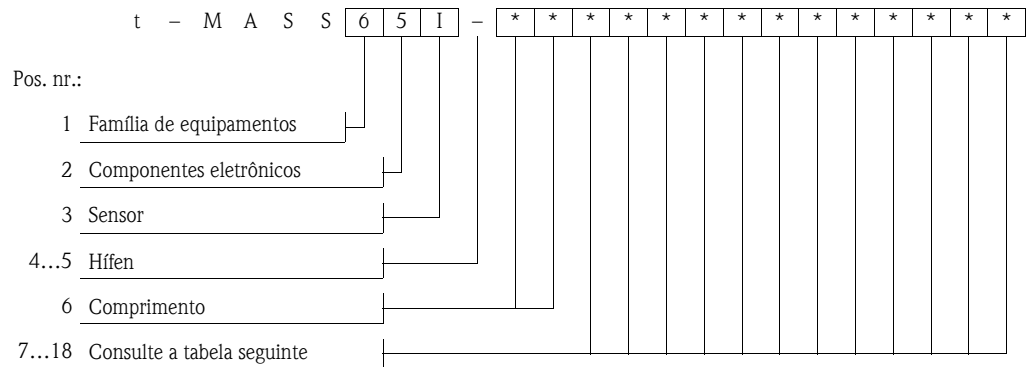 t – M A S S 6 5 I – * * * * * * * * * * * * * *
Pos. nr.:
1 Família de equipamentos
2 Componentes eletrônicos
3 Sensor
4...5 Hífen
6 Comprimento
7...18 Consulte a tabela seguinte